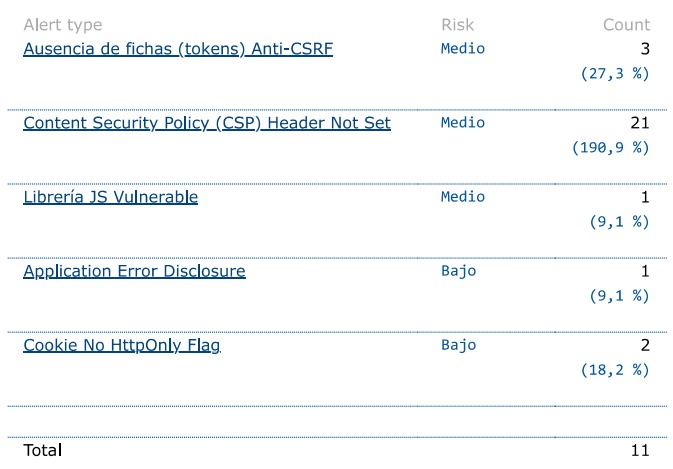 Alert type Risk Count
Ausencia de fichas (tokens) Anti-CSRF Medio 3
(27,3 %)
Content Security Policy (CSP) Header Not Set Medio 21
(190,9 %)
Librería JS Vulnerable Medio 1
(9,1 %)
Application Error Disclosure Bajo 1
(9,1 %)
Cookie No HttpOnly Flag Bajo 2
(18,2 %)
Total 11